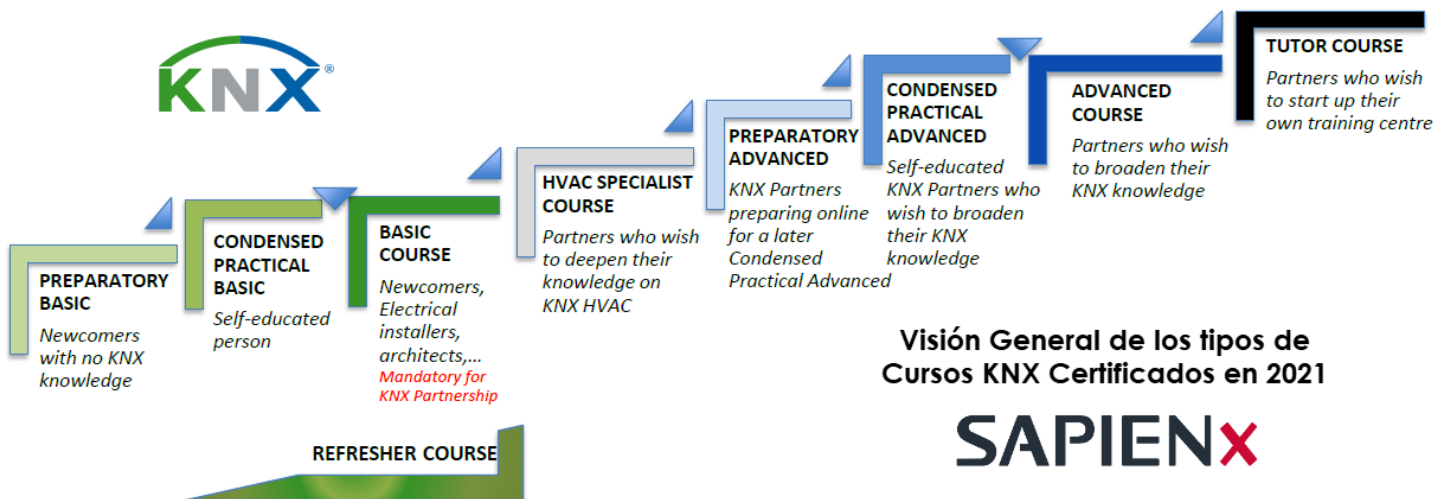 KNX®
PREPARATORY
BASIC
Newcomers
with no KNX
knowledge
CONDENSED
PRACTICAL
BASIC
Self-educated
person
BASIC
COURSE
Newcomers,
Electrical
installers,
architects,...
Mandatory for
KNX Partnership
HVAC SPECIALIST
COURSE
Partners who wish
to deepen their
knowledge on
KNX HVAC
PREPARATORY
ADVANCED
KNX Partners
preparing online
for a later
Condensed
Practical Advanced
CONDENSED
PRACTICAL
ADVANCED
Self-educated
KNX Partners who
wish to broaden
their KNX
knowledge
ADVANCED
COURSE
Partners who wish
to broaden their
KNX knowledge
TUTOR COURSE
Partners who wish
to start up their
own training centre
REFRESHER COURSE
Visión General de los tipos de
Cursos KNX Certificados en 2021
SAPIENX